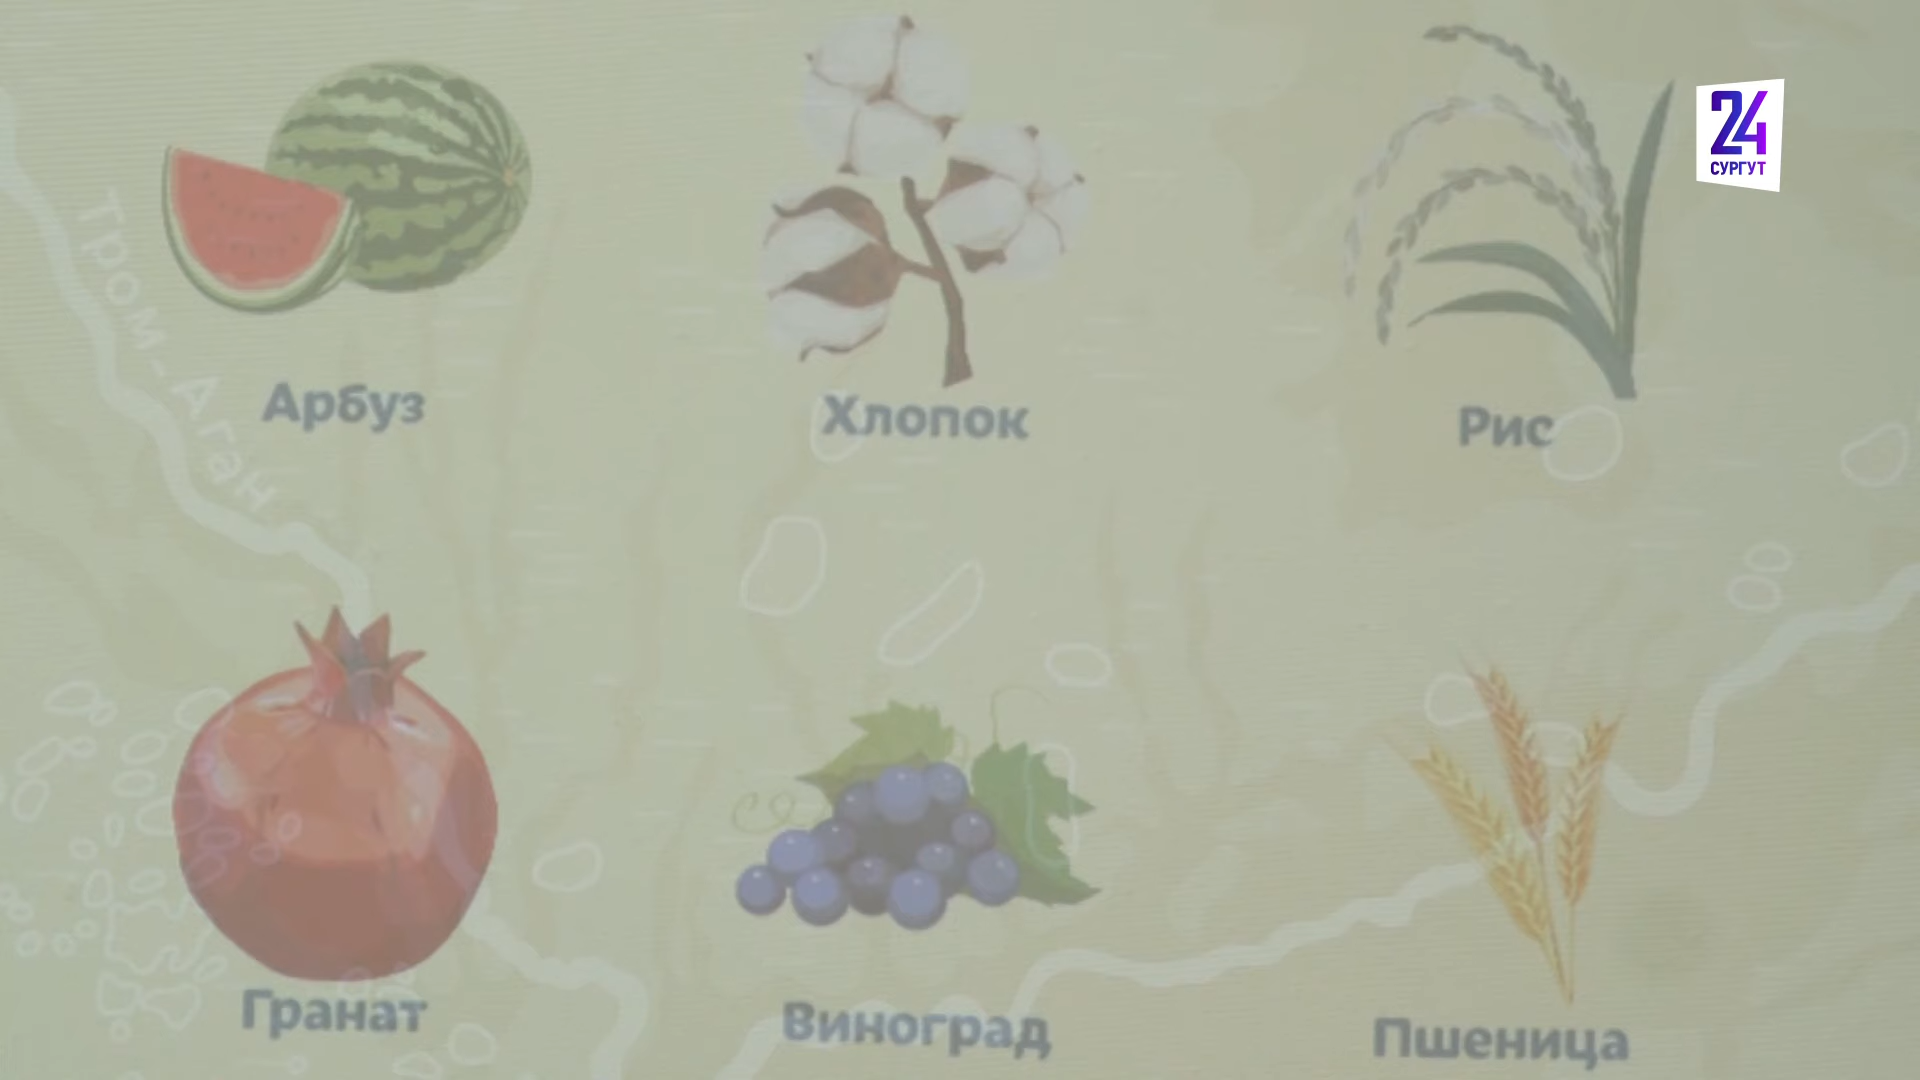 24
СУРГУТ
Тром-Аган
Арбуз
Хлопок
Рис
Гранат
Виноград
Пшеница